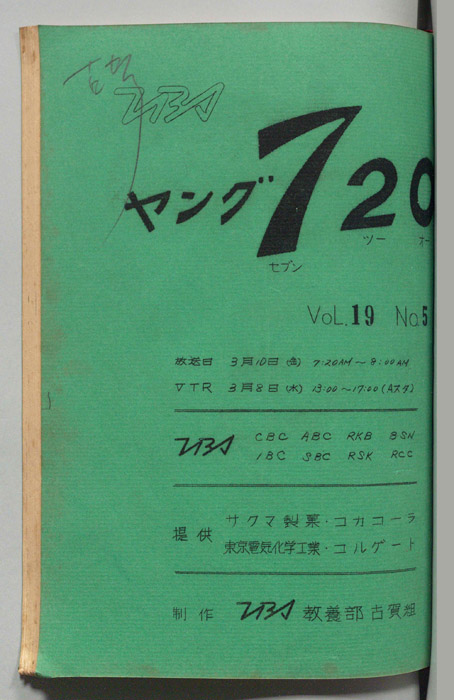 古賀
TBS
ヤング720
セブン ツー オー
VOL.19 No.5
放送日 3月10日(金) 7:20AM〜8:00AM
VTR 3月8日(水) 13:00〜17:00(Aスタ)
TBS CBC ABC RKB BSN
IBC SBC RSK RCC
提供 サクマ製菓・コカコーラ
東京電気化学工業・コルゲート
制作 TBS 教養部古賀組